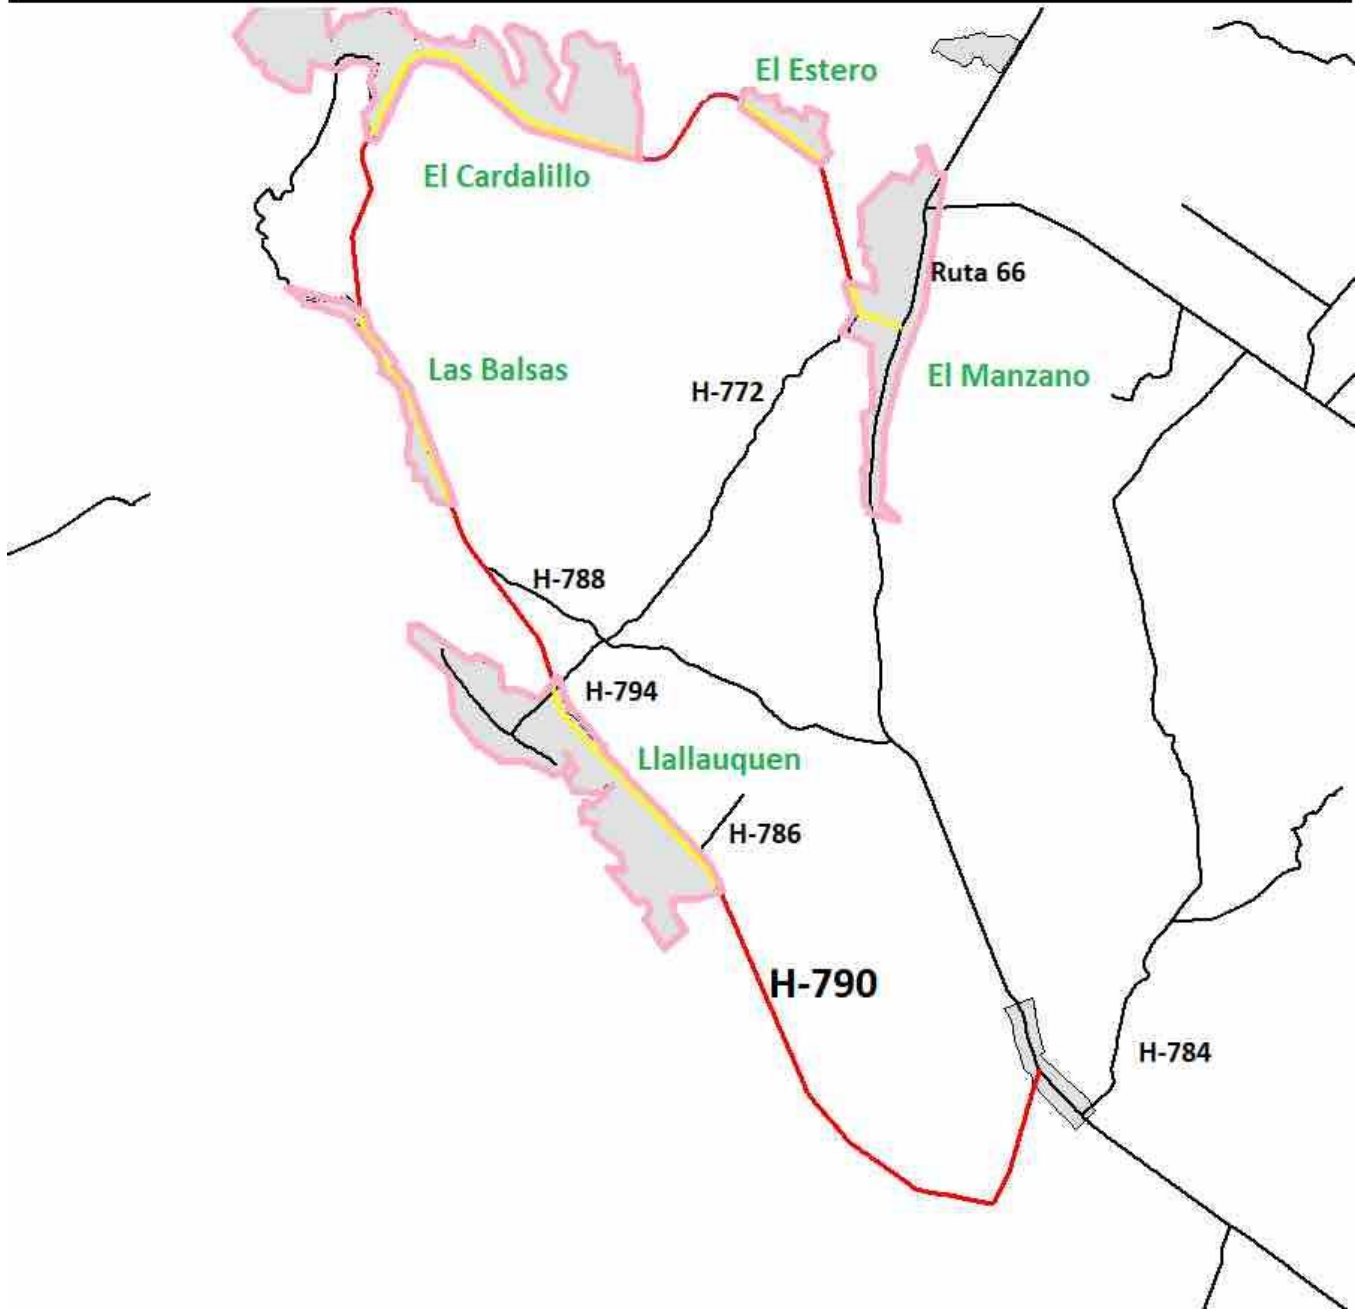 El Estero
El Cardalillo
Ruta 66
Las Balsas
El Manzano
H-772
H-788
H-794
Llallauquen
H-786
H-790
H-784